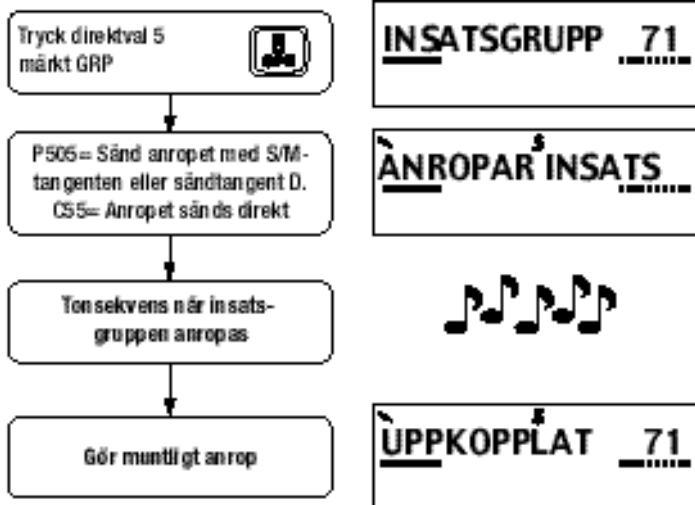 Tryck direktval 5
märkt GRP
INSATSGRUPP 71
P505= Sänd anropet med S/M-
tangenten eller sändtangent D.
C55= Anropet sänds direkt
ANROPAR INSATS
Tonsekvens när insats-
gruppen anropas
Gör muntligt anrop
UPPKOPPLAT 71